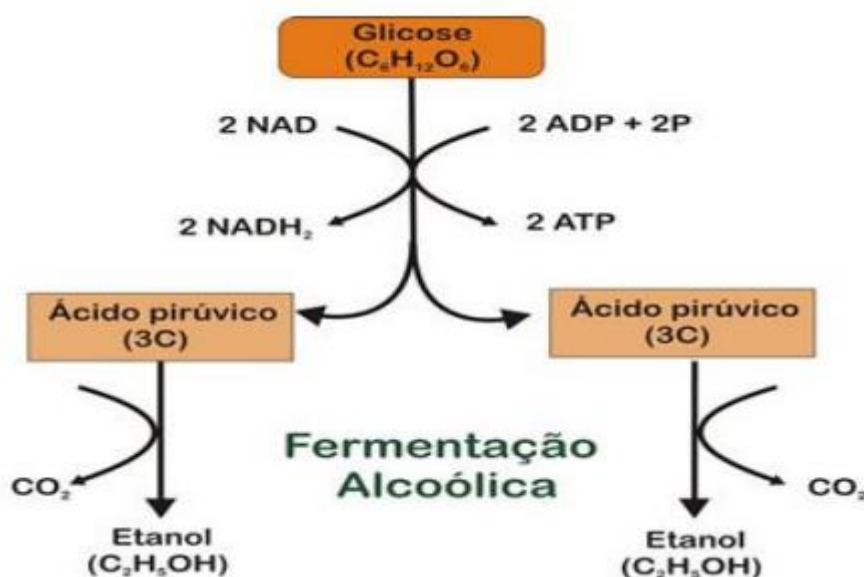 Glicose
(C₆H₁₂O₆)
2 NAD
2 ADP + 2P
2 NADH₂
2 ATP
Ácido pirúvico
(3C)
Ácido pirúvico
(3C)
Fermentação
Alcoólica
CO₂
CO₂
Etanol
(C₂H₅OH)
Etanol
(C₂H₅OH)